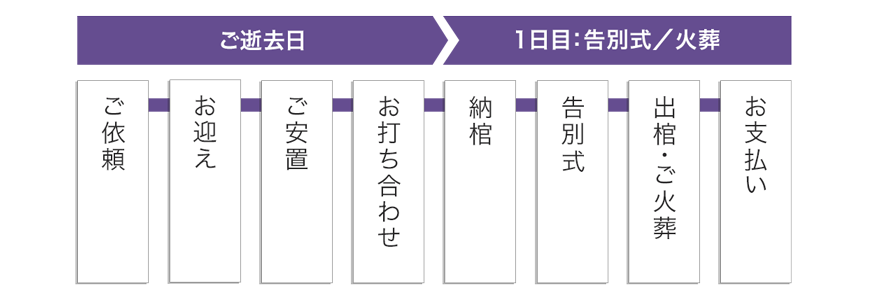 ご逝去日
1日目：告別式／火葬
ご依頼
お迎え
ご安置
お打ち合わせ
納棺
告別式
出棺・ご火葬
お支払い